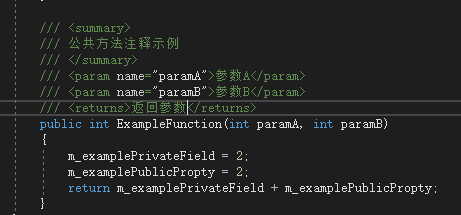 /// <summary>
/// 公共方法注释示例
/// </summary>
/// <param name="paramA">参数A</param>
/// <param name="paramB">参数B</param>
/// <returns>返回参数</returns>
public int ExampleFunction(int paramA, int paramB)
{
m_examplePrivateField = 2;
m_examplePublicPropty = 2;
return m_examplePrivateField + m_examplePublicPropty;
}